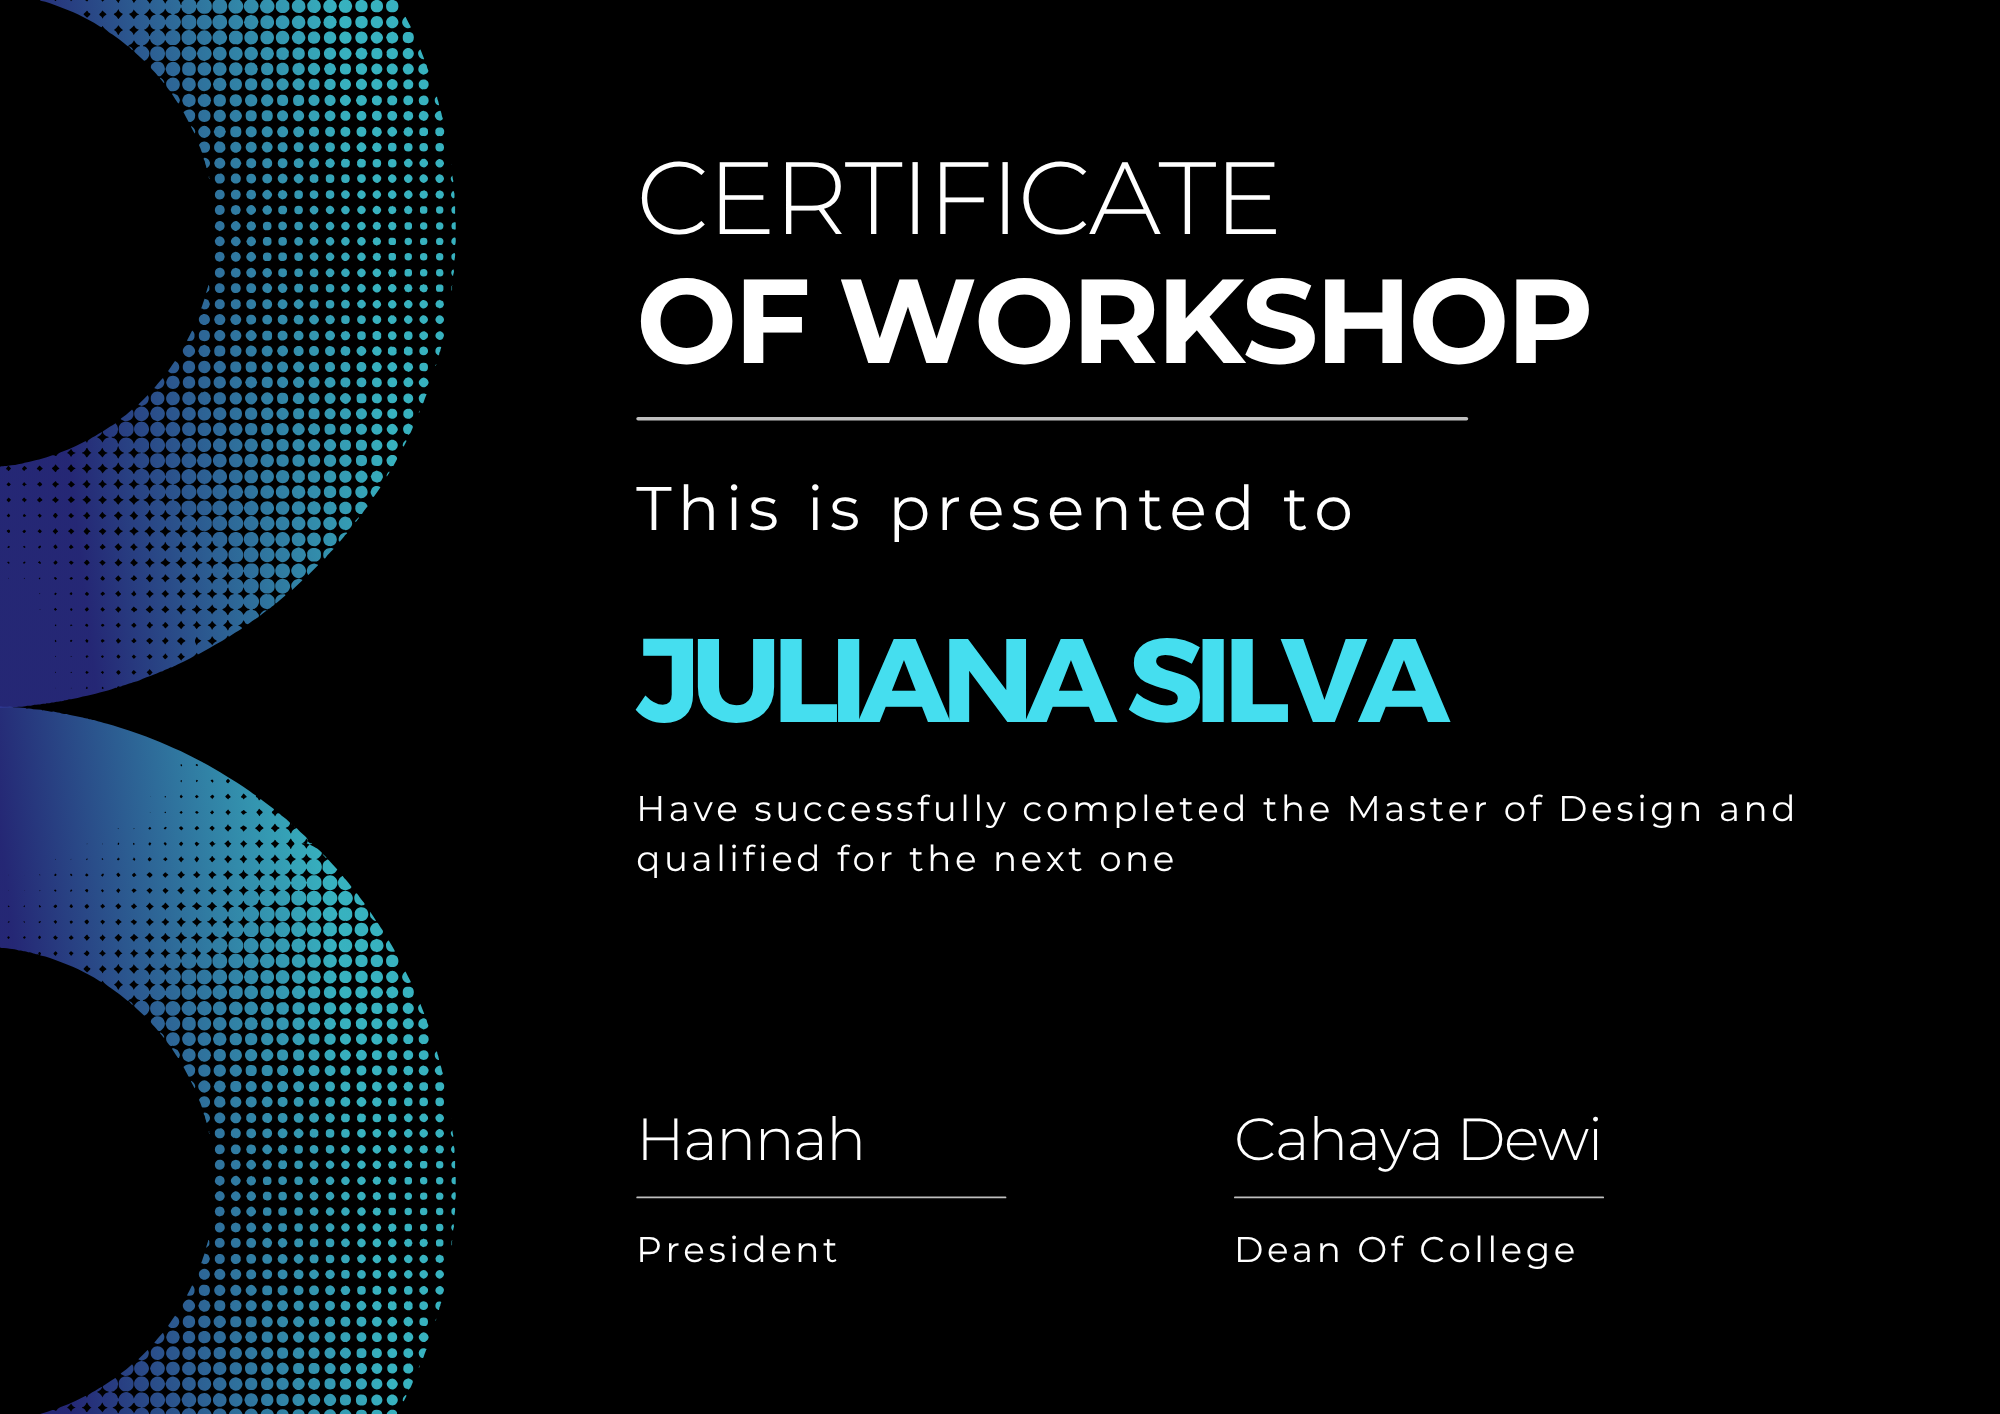 CERTIFICATE
OF WORKSHOP
This is presented to
JULIANA SILVA
Have successfully completed the Master of Design and
qualified for the next one
Hannah
President
Cahaya Dewi
Dean Of College